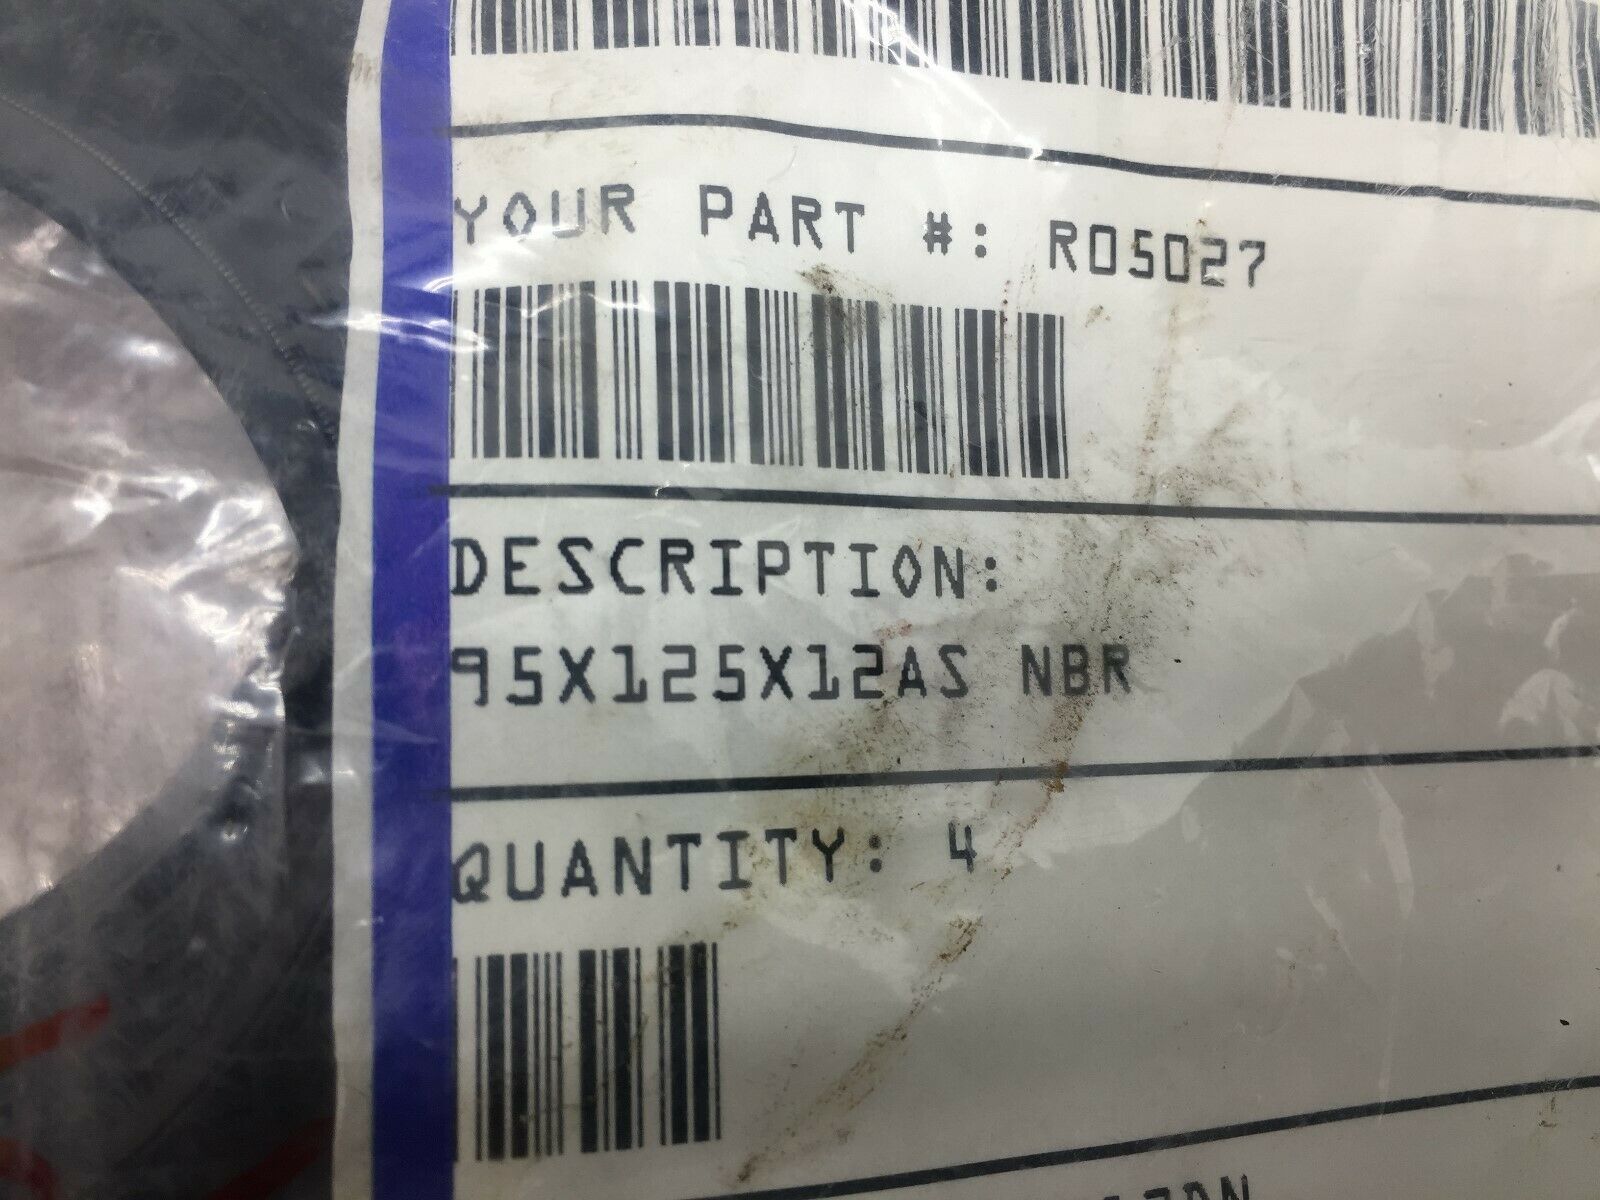 YOUR PART #: R05027
DESCRIPTION:
95X125X12AS NBR
QUANTITY: 4